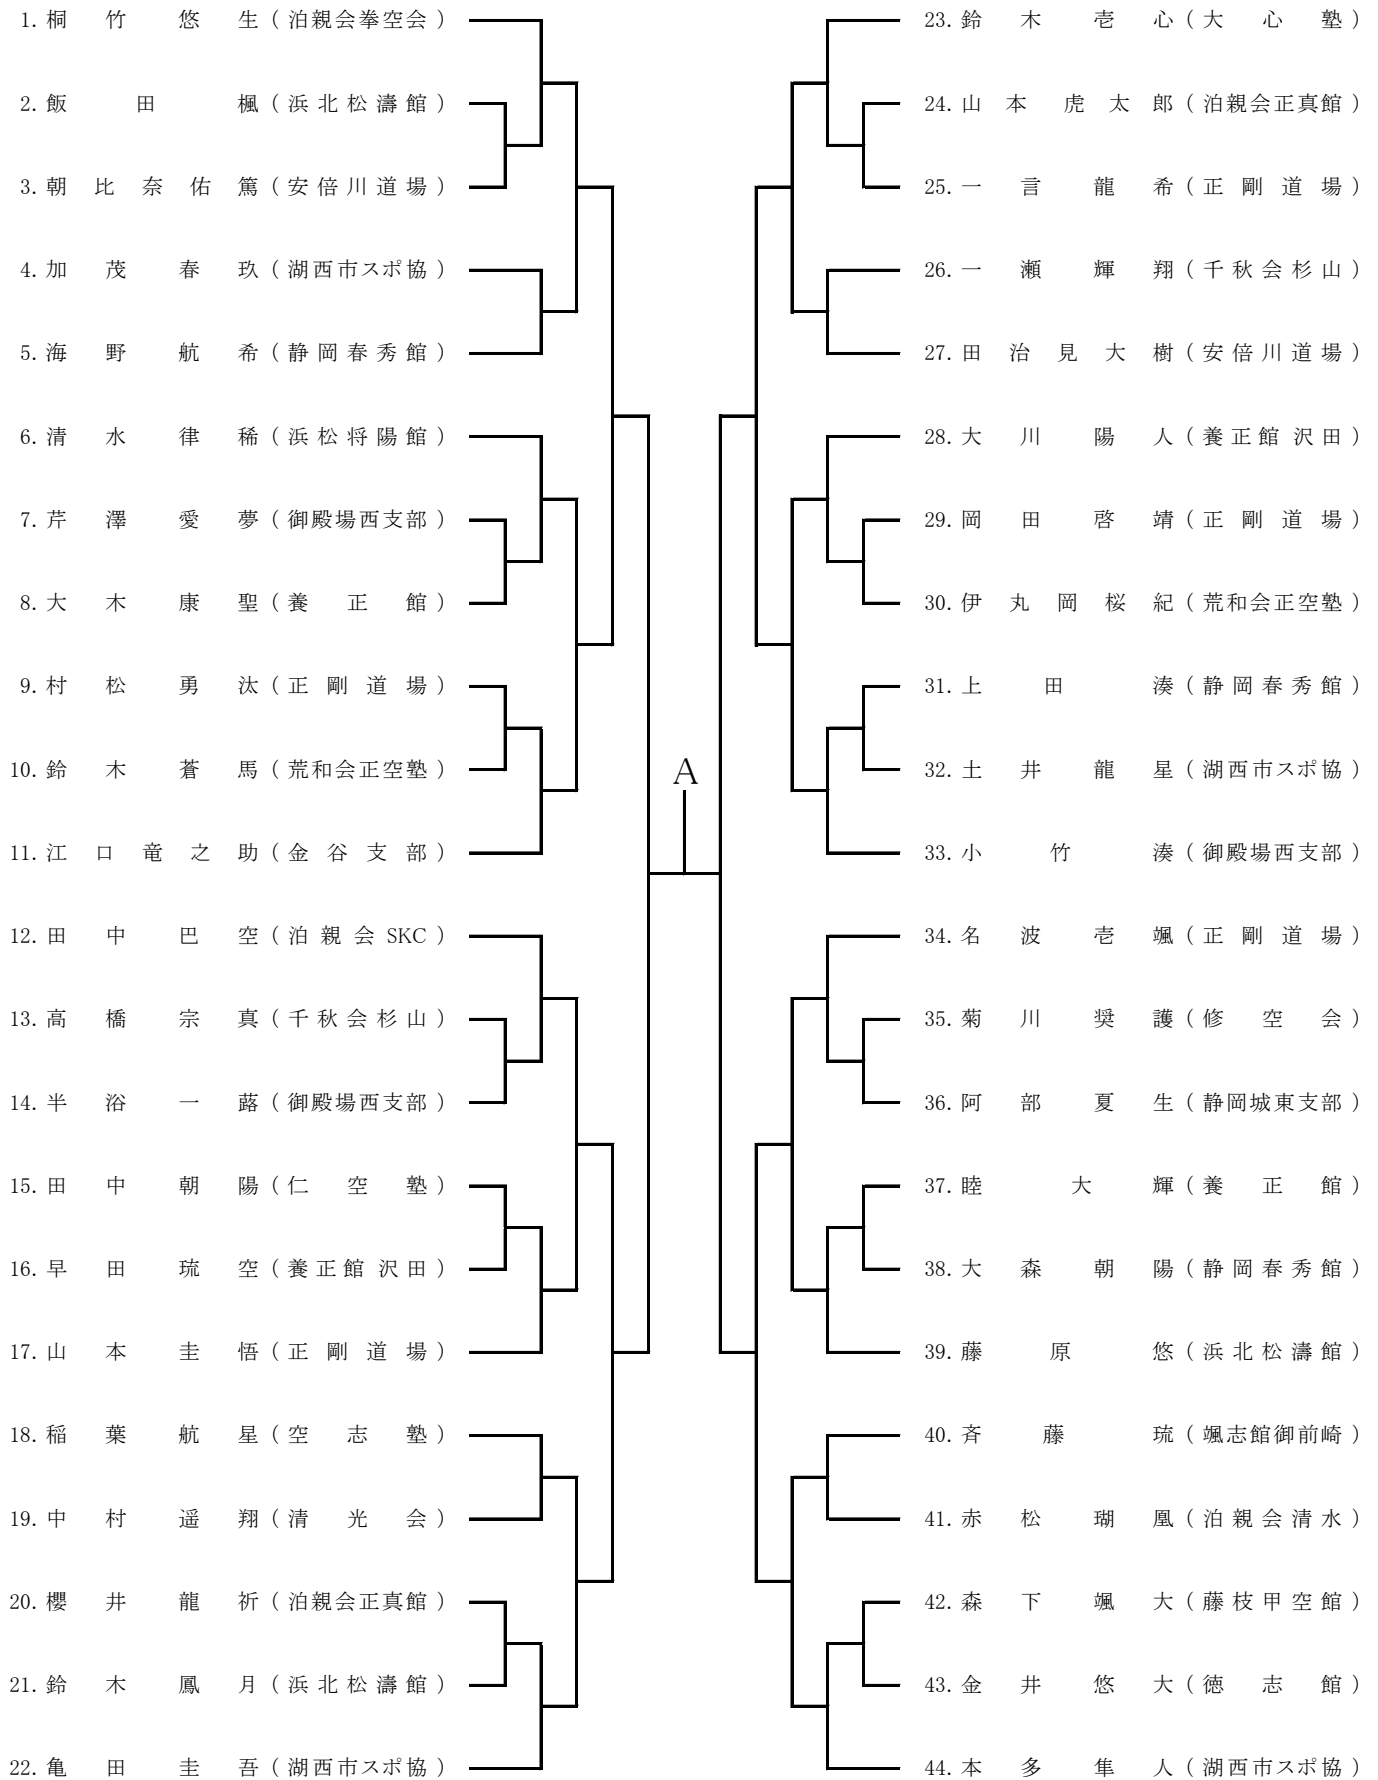 1. 桐竹悠生（泊親会拳空会）
2. 飯田楓（浜北松濤館）
3. 朝比奈佑篤（安倍川道場）
4. 加茂春玖（湖西市スポ協）
5. 海野航希（静岡春秀館）
6. 清水律稀（浜松将陽館）
7. 芹澤愛夢（御殿場西支部）
8. 大木康聖（養正館）
9. 村松勇汰（正剛道場）
10. 鈴木蒼馬（荒和会正空塾）
11. 江口竜之助（金谷支部）
12. 田中巴空（泊親会SKC）
13. 高橋宗真（千秋会杉山）
14. 半谷一蕗（御殿場西支部）
15. 田中朝陽（仁空塾）
16. 早田琉空（養正館沢田）
17. 山本圭悟（正剛道場）
18. 稲葉航星（空志塾）
19. 中村遥翔（清光会）
20. 櫻井龍祈（泊親会正真館）
21. 鈴木鳳月（浜北松濤館）
22. 亀田圭吾（湖西市スポ協）
A
23. 鈴木壱心（大心塾）
24. 山本虎太郎（泊親会正真館）
25. 一言龍希（正剛道場）
26. 一瀬輝翔（千秋会杉山）
27. 田治見大樹（安倍川道場）
28. 大川陽人（養正館沢田）
29. 岡田啓靖（正剛道場）
30. 伊丸岡桜紀（荒和会正空塾）
31. 上田湊（静岡春秀館）
32. 土井龍星（湖西市スポ協）
33. 小竹湊（御殿場西支部）
34. 名波壱颯（正剛道場）
35. 菊川奨護（修空会）
36. 阿部夏生（静岡城東支部）
37. 睦大輝（養正館）
38. 大森朝陽（静岡春秀館）
39. 藤原悠（浜北松濤館）
40. 斉藤琉（颯志館御前崎）
41. 赤松瑚凰（泊親会清水）
42. 森下颯大（藤枝甲空館）
43. 金井悠大（徳志館）
44. 本多隼人（湖西市スポ協）